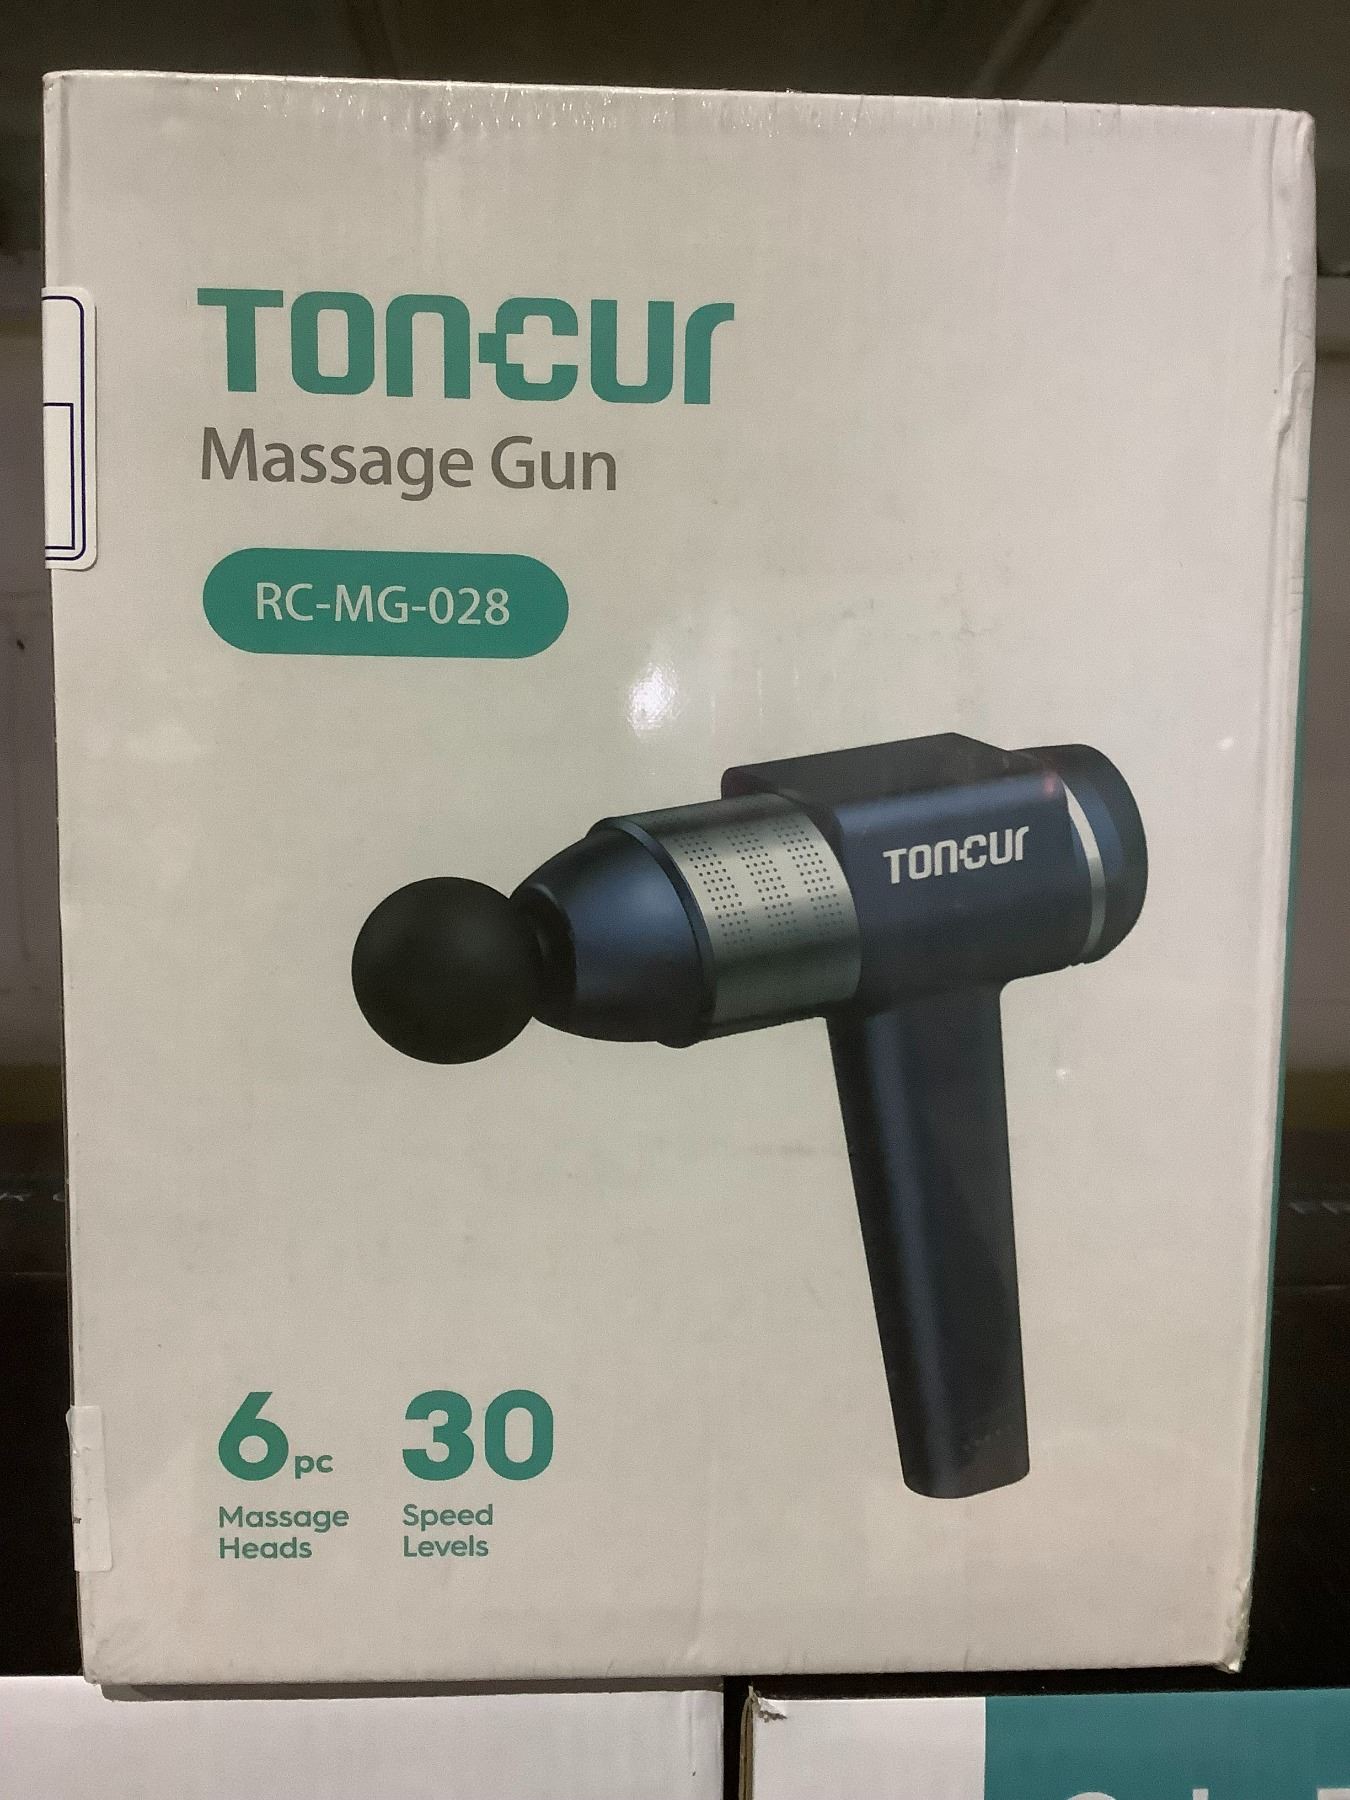 TONCUR
Massage Gun
RC-MG-028
TONCUR
6pc
Massage
Heads
30
Speed
Levels